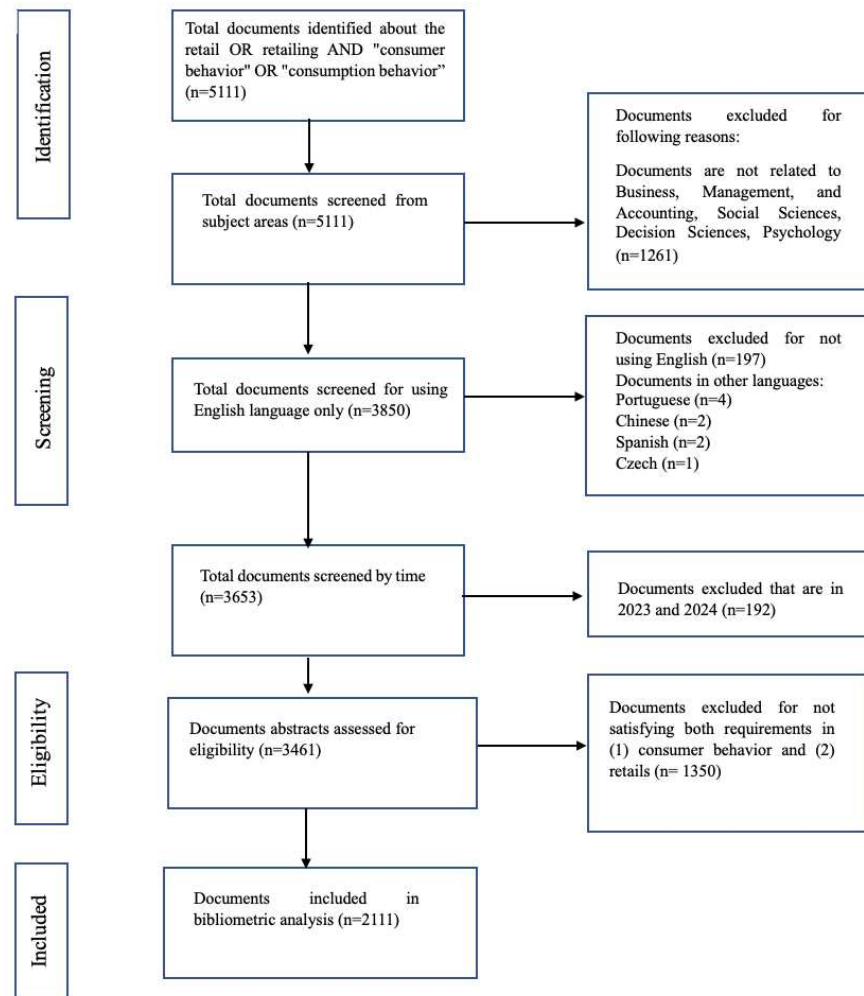 Identification
Total documents identified about the
retail OR retailing AND "consumer
behavior" OR "consumption behavior”
(n=5111)
Total documents screened from
subject areas (n=5111)
Documents excluded for
following reasons:
Documents are not related to
Business, Management, and
Accounting, Social Sciences,
Decision Sciences, Psychology
(n=1261)
Screening
Total documents screened for using
English language only (n=3850)
Documents excluded for not
using English (n=197)
Documents in other languages:
Portuguese (n=4)
Chinese (n=2)
Spanish (n=2)
Czech (n=1)
Total documents screened by time
(n=3653)
Documents excluded that are in
2023 and 2024 (n=192)
Eligibility
Documents abstracts assessed for
eligibility (n=3461)
Documents excluded for not
satisfying both requirements in
(1) consumer behavior and (2)
retails (n= 1350)
Included
Documents included in
bibliometric analysis (n=2111)